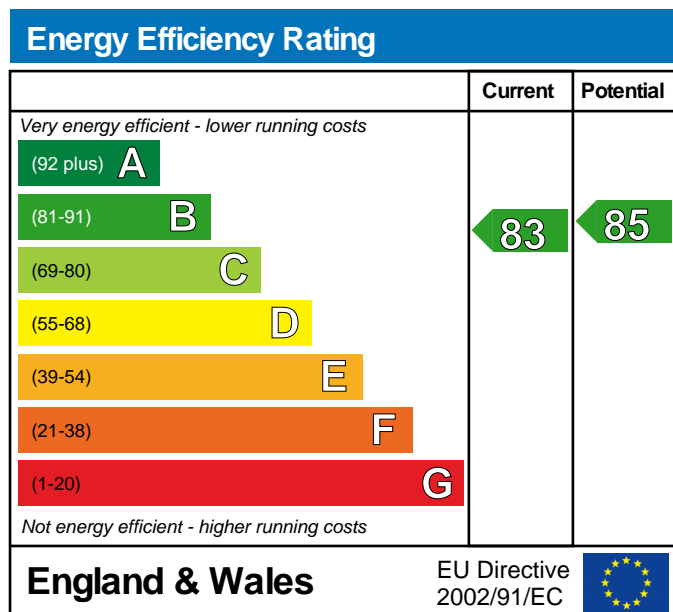 Energy Efficiency Rating
Current Potential
Very energy efficient - lower running costs
(92 plus) A
(81-91) B
83 85
(69-80) C
(55-68) D
(39-54) E
(21-38) F
(1-20) G
Not energy efficient - higher running costs
England & Wales
EU Directive
2002/91/EC